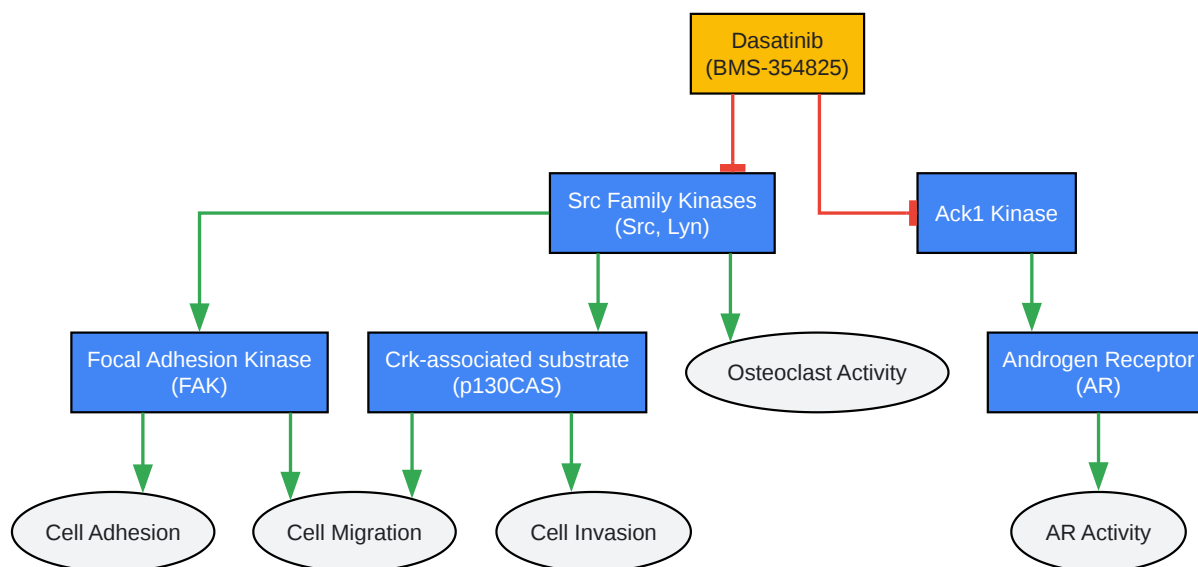 Dasatinib
(BMS-354825)
Src Family Kinases
(Src, Lyn)
Ack1 Kinase
Focal Adhesion Kinase
(FAK)
Crk-associated substrate
(p130CAS)
Osteoclast Activity
Androgen Receptor
(AR)
Cell Adhesion
Cell Migration
Cell Invasion
AR Activity